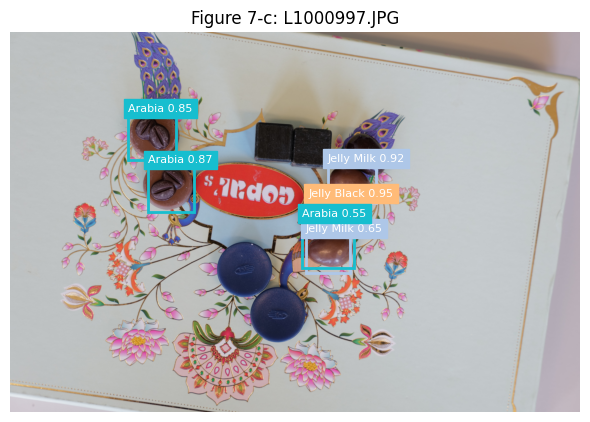 Figure 7-c: L1000997.JPG
Arabia 0.85
Jelly Milk 0.92
Arabia 0.87
GOPAL's
Jelly Black 0.95
Arabia 0.55
Jelly Milk 0.65